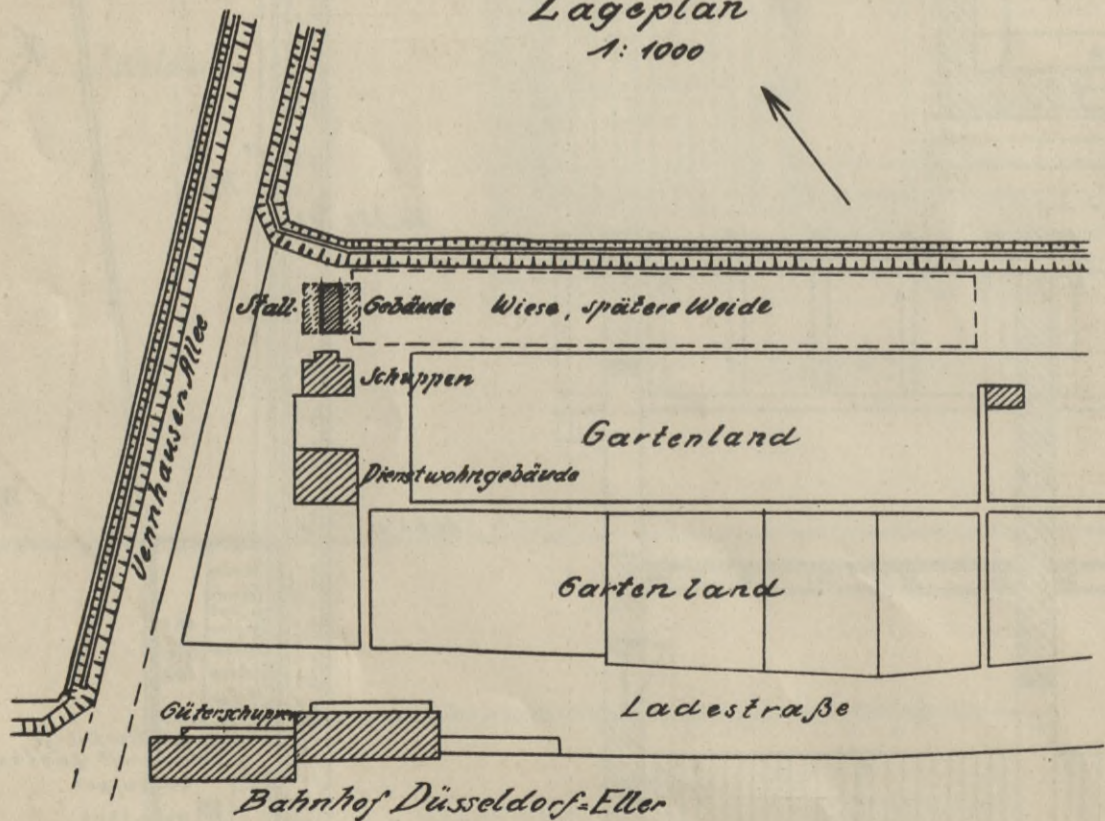 Lageplan
1:1000
Stall-Gebäude Wiese, spätere Weide
Schuppen
Gartenland
Dienstwohngebäude
Vennhausen Allee
Gartenland
Ladestraße
Güterschuppen
Bahnhof Düsseldorf=Eller